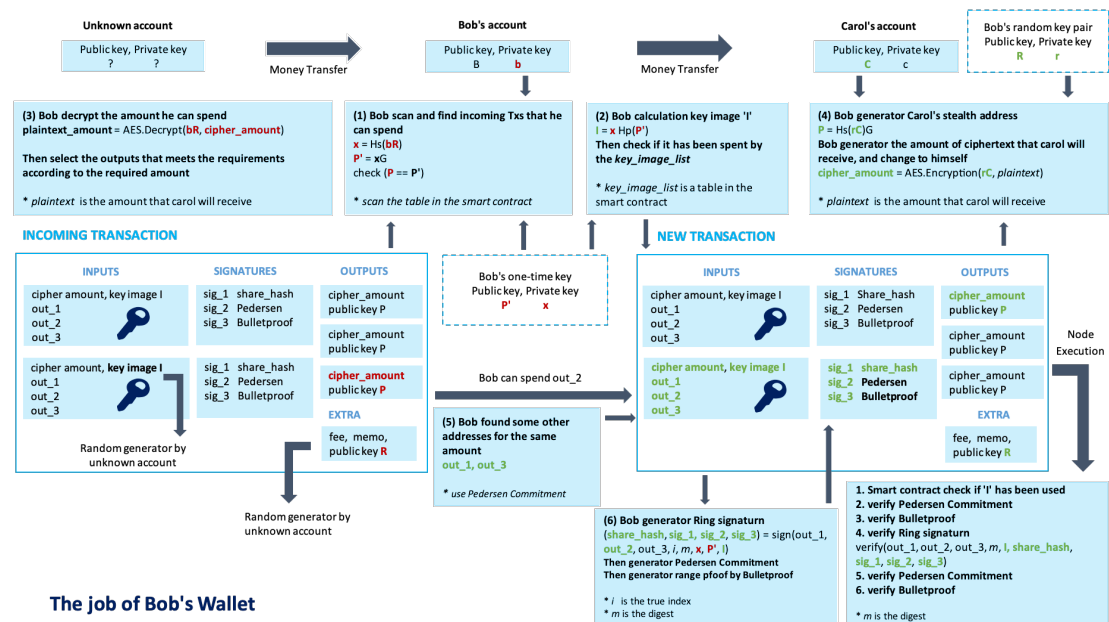 Unknown account
Public key, Private key
? ?
Money Transfer
Bob's account
Public key, Private key
B b
Money Transfer
Carol's account
Public key, Private key
C c
Bob's random key pair
Public key, Private key
R r
(3) Bob decrypt the amount he can spend
plaintext_amount = AES.Decrypt(bR, cipher_amount)
Then select the outputs that meets the requirements
according to the required amount
* plaintext is the amount that carol will receive
(1) Bob scan and find incoming Txs that he
can spend
x = Hs(bR)
P' = xG
check (P == P')
* scan the table in the smart contract
(2) Bob calculation key image 'I'
I = x Hp(P')
Then check if it has been spent by
the key_image_list
* key_image_list is a table in the
smart contract
(4) Bob generator Carol's stealth address
P = Hs(rC)G
Bob generator the amount of ciphertext that carol will
receive, and change to himself
cipher_amount = AES.Encryption(rC, plaintext)
* plaintext is the amount that carol will receive
INCOMING TRANSACTION
INPUTS
cipher amount, key image I
out_1
out_2
out_3
cipher amount, key image I
out_1
out_2
out_3
SIGNATURES
sig_1 share_hash
sig_2 Pedersen
sig_3 Bulletproof
sig_1 share_hash
sig_2 Pedersen
sig_3 Bulletproof
OUTPUTS
cipher_amount
public key P
cipher_amount
public key P
cipher_amount
public key P
EXTRA
fee, memo,
public key R
Random generator by
unknown account
Random generator by
unknown account
Bob's one-time key
Public key, Private key
P' x
Bob can spend out_2
(5) Bob found some other
addresses for the same
amount
out_1, out_3
* use Pedersen Commitment
NEW TRANSACTION
INPUTS
cipher amount, key image I
out_1
out_2
out_3
cipher amount, key image I
out_1
out_2
out_3
SIGNATURES
sig_1 Share_hash
sig_2 Pedersen
sig_3 Bulletproof
sig_1 share_hash
sig_2 Pedersen
sig_3 Bulletproof
OUTPUTS
cipher_amount
public key P
cipher_amount
public key P
cipher_amount
public key P
EXTRA
fee, memo,
public key R
Node
Execution
(6) Bob generator Ring signaturn
(share_hash, sig_1, sig_2, sig_3) = sign(out_1,
out_2, out_3, i, m, x, P', I)
Then generator Pedersen Commitment
Then generator range pfoof by Bulletproof
* i is the true index
* m is the digest
1. Smart contract check if 'I' has been used
2. verify Pedersen Commitment
3. verify Bulletproof
4. verify Ring signaturn
verify(out_1, out_2, out_3, m, I, share_hash,
sig_1, sig_2, sig_3)
5. verify Pedersen Commitment
6. verify Bulletproof
* m is the digest
The job of Bob's Wallet